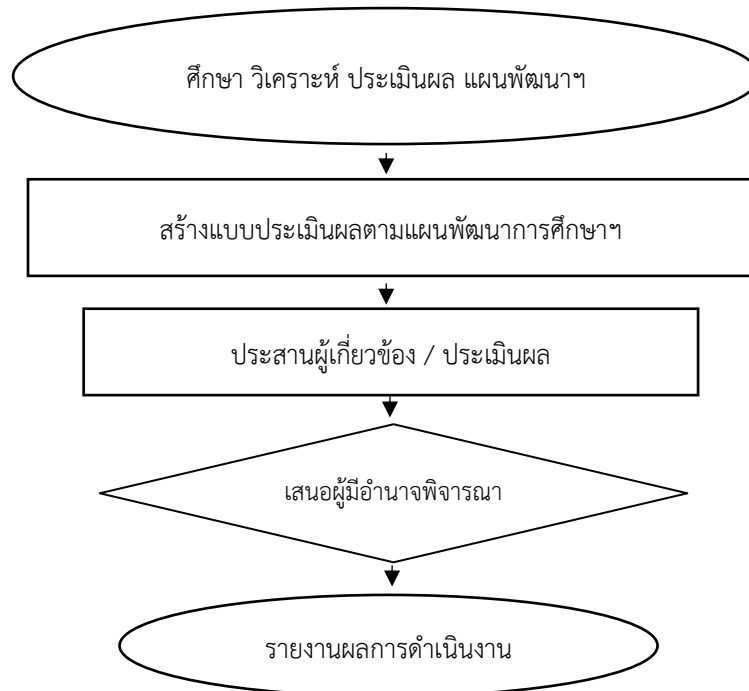 ศึกษา วิเคราะห์ ประเมินผล แผนพัฒนาฯ
สร้างแบบประเมินผลตามแผนพัฒนาการศึกษาฯ
ประสานผู้เกี่ยวข้อง / ประเมินผล
เสนอผู้มีอำนาจพิจารณา
รายงานผลการดำเนินงาน